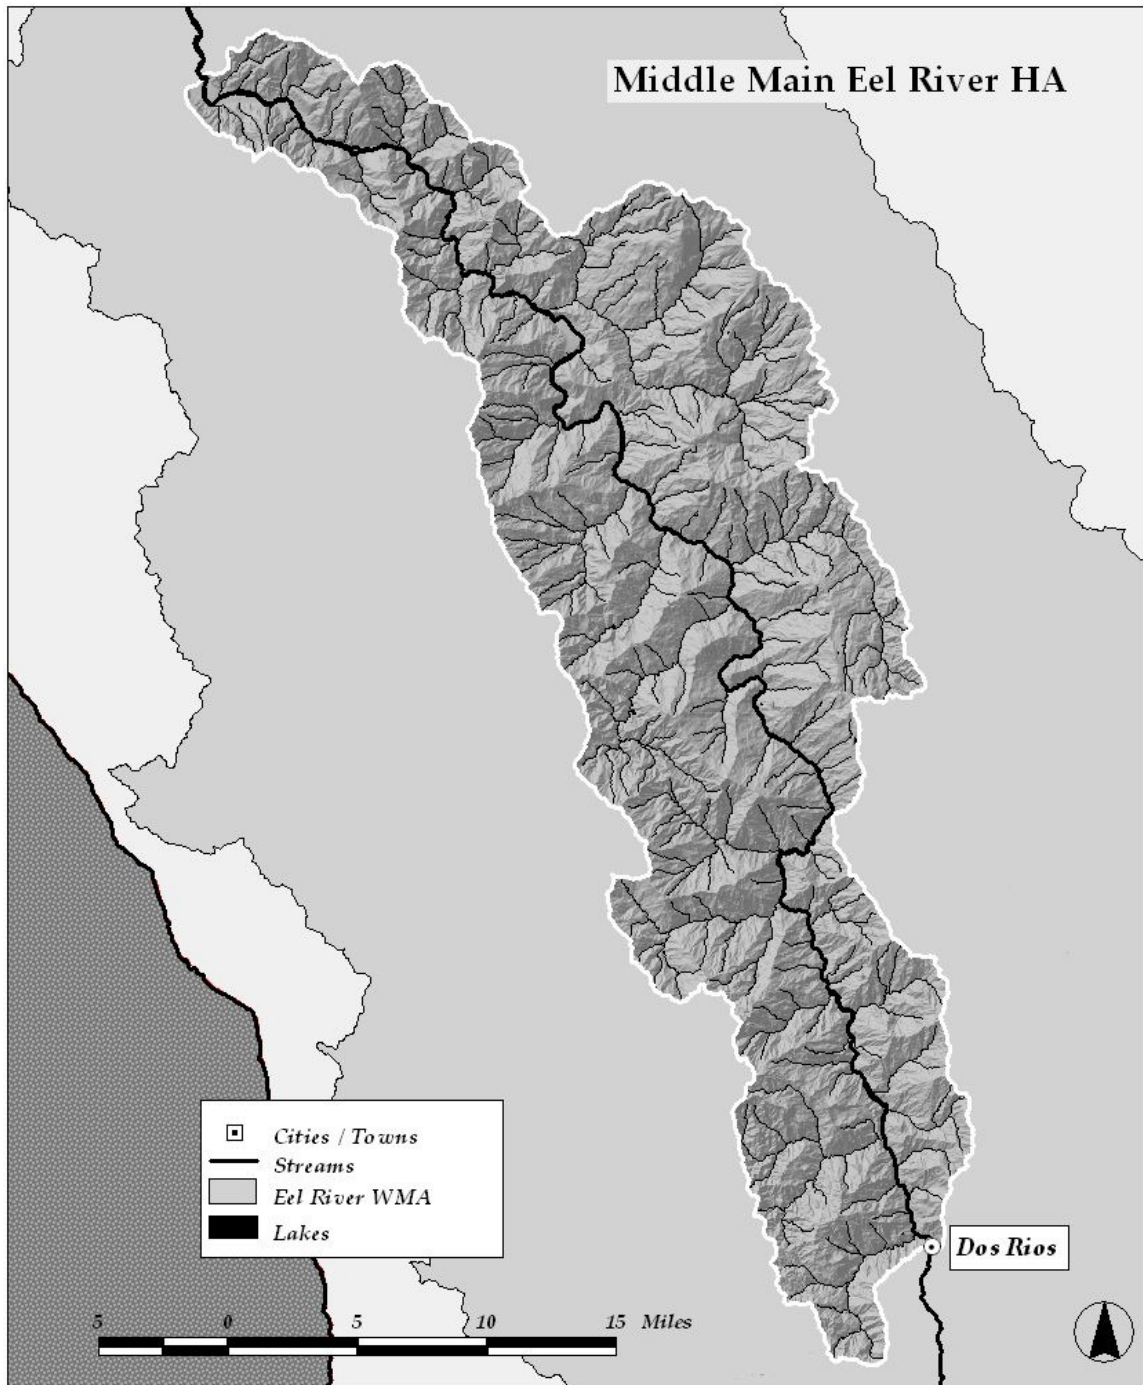 Middle Main Eel River HA
Cities / Towns
Streams
Eel River WMA
Lakes
Dos Rios
5 0 5 10 15 Miles